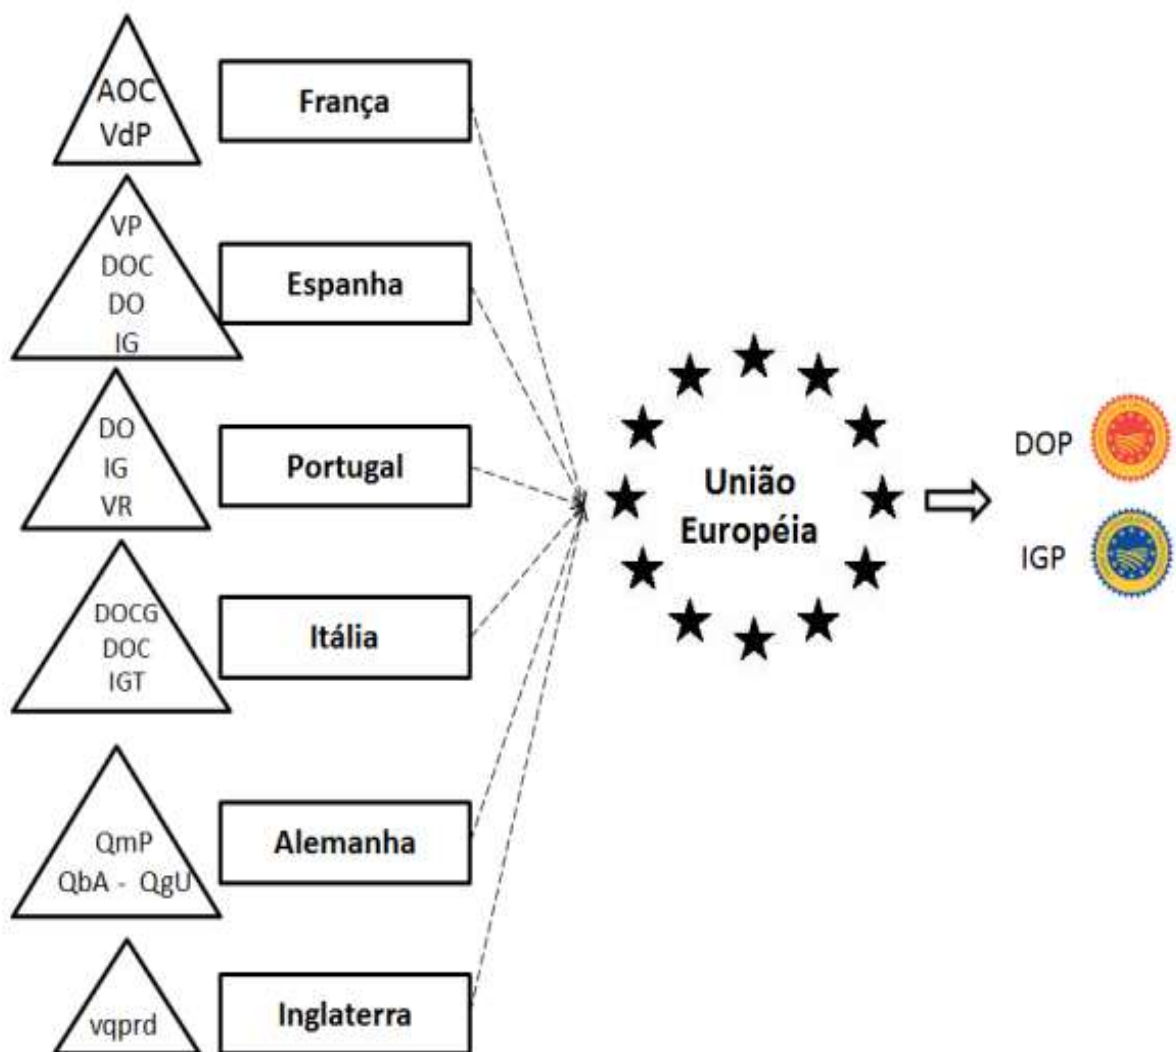 AOC
VdP
França
VP
DOC
DO
IG
Espanha
DO
IG
VR
Portugal
DOCG
DOC
IGT
Itália
QmP
QbA - QgU
Alemanha
vqprd
Inglaterra
União
Européia
DOP
IGP